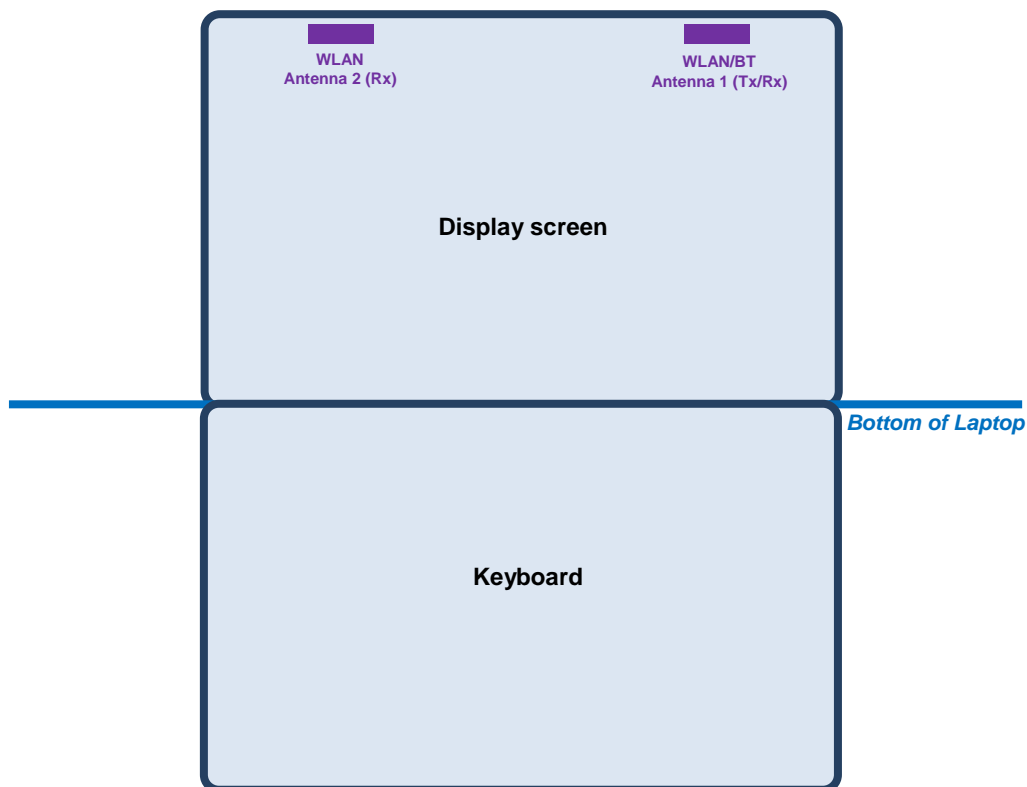 WLAN
Antenna 2 (Rx)
WLAN/BT
Antenna 1 (Tx/Rx)
Display screen
Bottom of Laptop
Keyboard